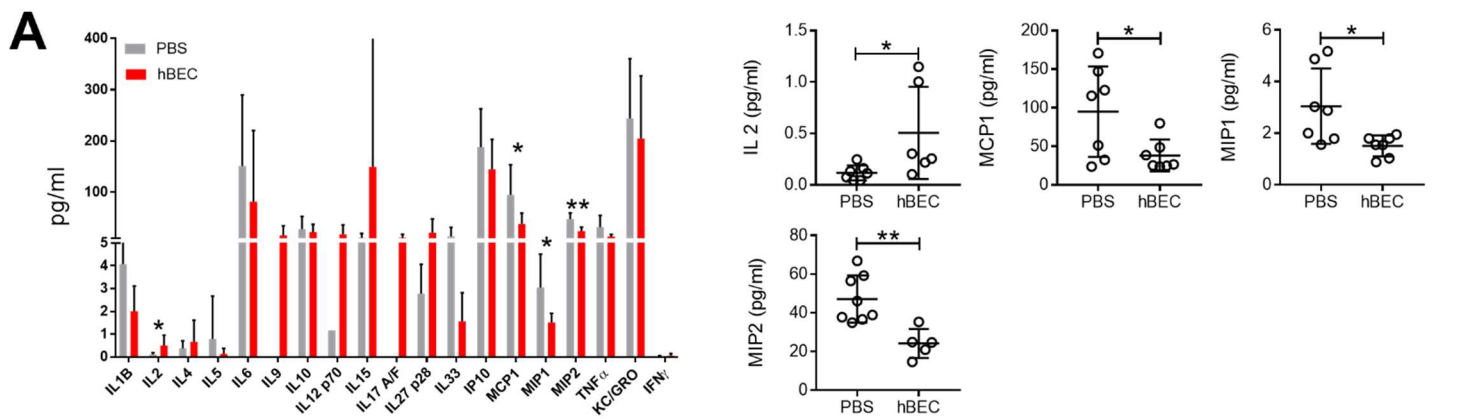 A
PBS
hBEC
pg/ml
400
300
200
100
5
4
3
2
1
0
*
*
*
**
IL1B
IL2
IL4
IL5
IL6
IL9
IL10
IL12 p70
IL15
IL17 A/F
IL27 p28
IL33
IP10
MCP1
MIP1
MIP2
TNFα
KC/GRO
IFNγ
IL 2 (pg/ml)
1.5
1.0
0.5
0.0
*
PBS hBEC
MCP1 (pg/ml)
200
150
100
50
0
*
PBS hBEC
MIP1 (pg/ml)
6
4
2
0
*
PBS hBEC
MIP2 (pg/ml)
80
60
40
20
0
**
PBS hBEC